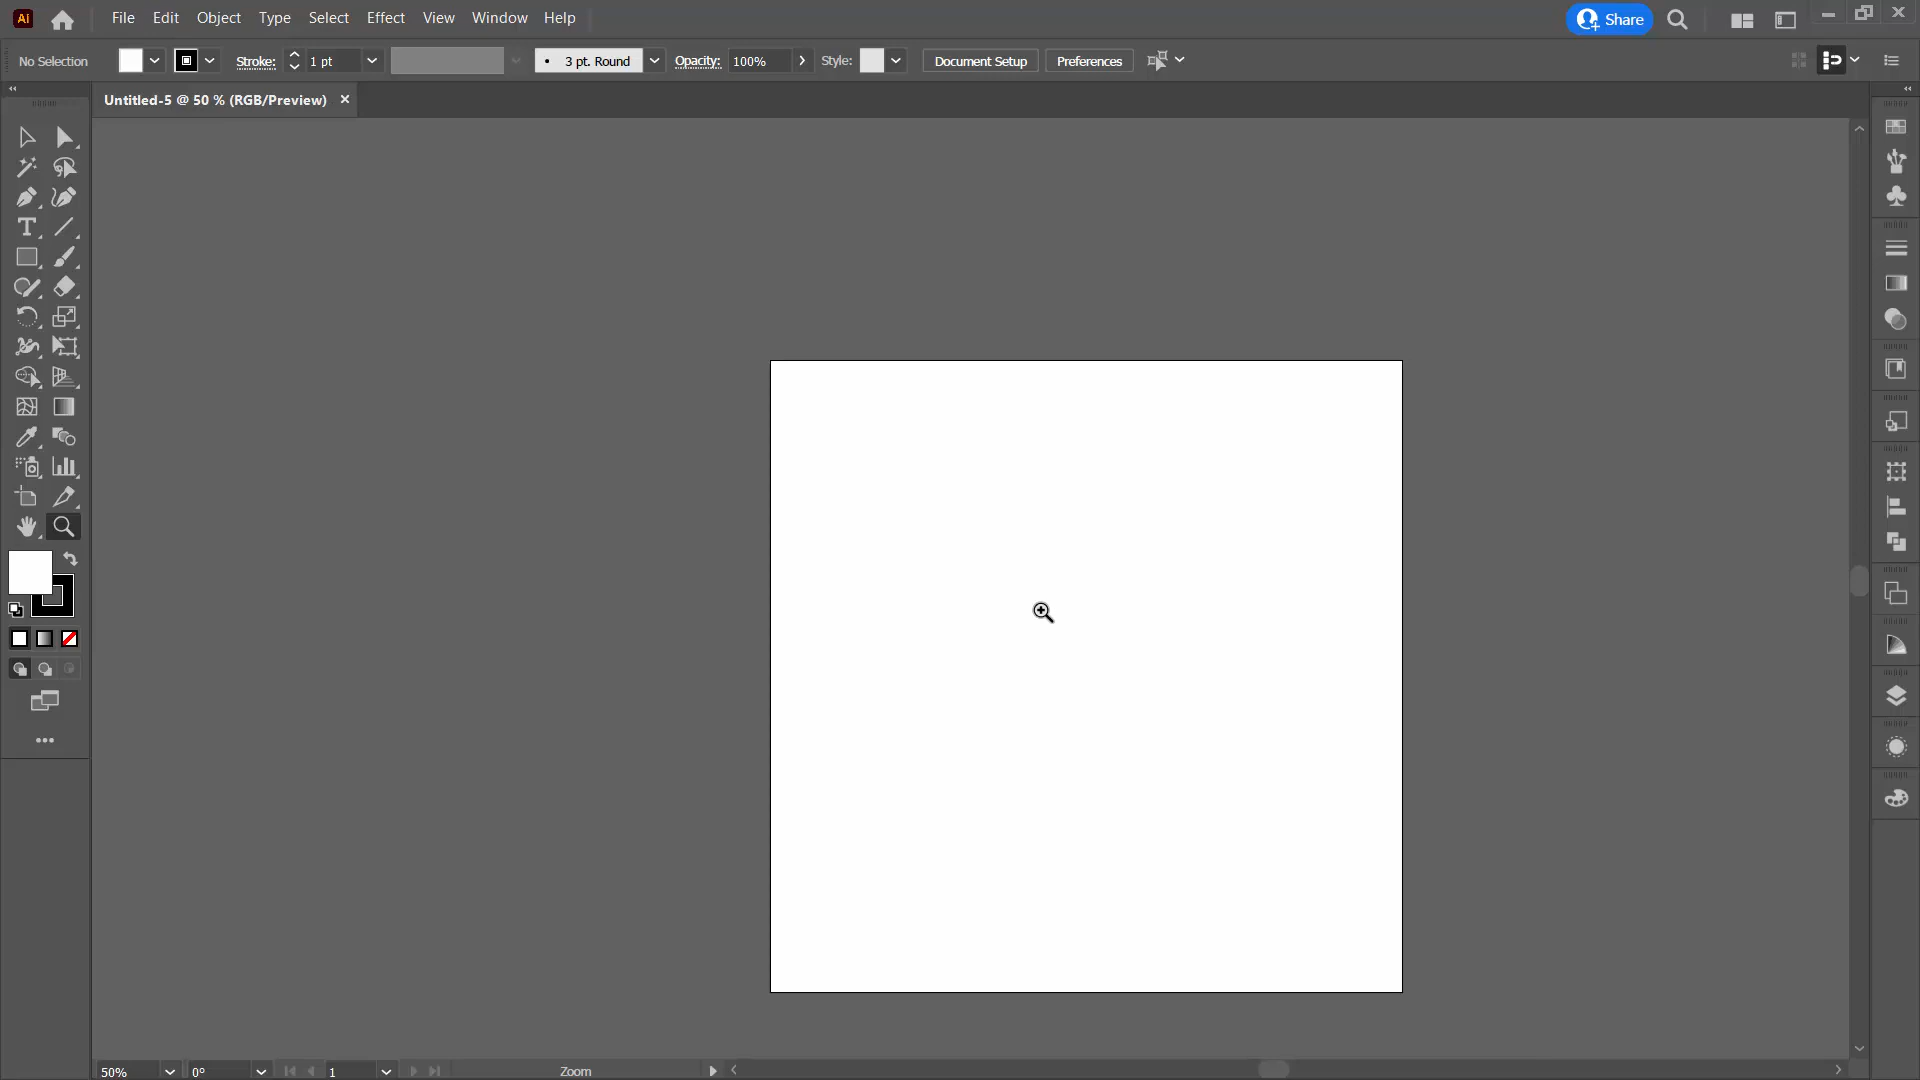 Ai File Edit Object Type Select Effect View Window Help Share
No Selection Stroke: 1 pt 3 pt. Round Opacity: 100% Style: Document Setup Preferences
Untitled-5 @ 50 % (RGB/Preview)
50% 0° 1 Zoom